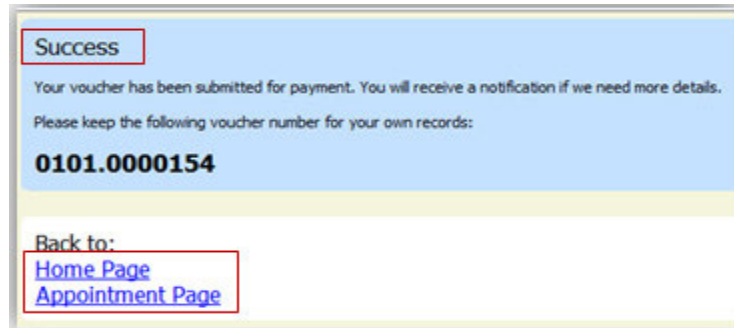 Success
Your voucher has been submitted for payment. You will receive a notification if we need more details.
Please keep the following voucher number for your own records:
0101.0000154
Back to:
Home Page
Appointment Page